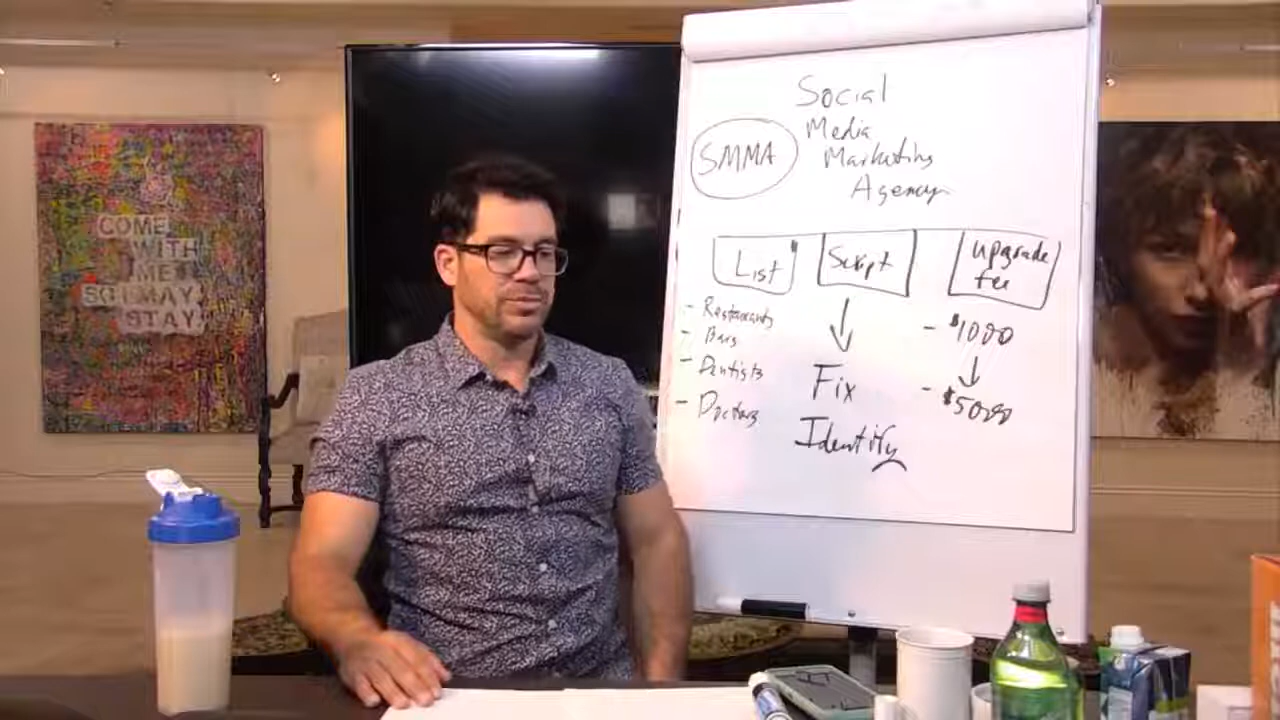 COME
WITH
ME
SO I MAY
STAY.
Social
Media
SMMA
Marketing
Agency
List
Script
upgrade
fee
- Restaurants
- Bars
- Dentists
- Doctors
Fix
Identify
- $1000
- $5000